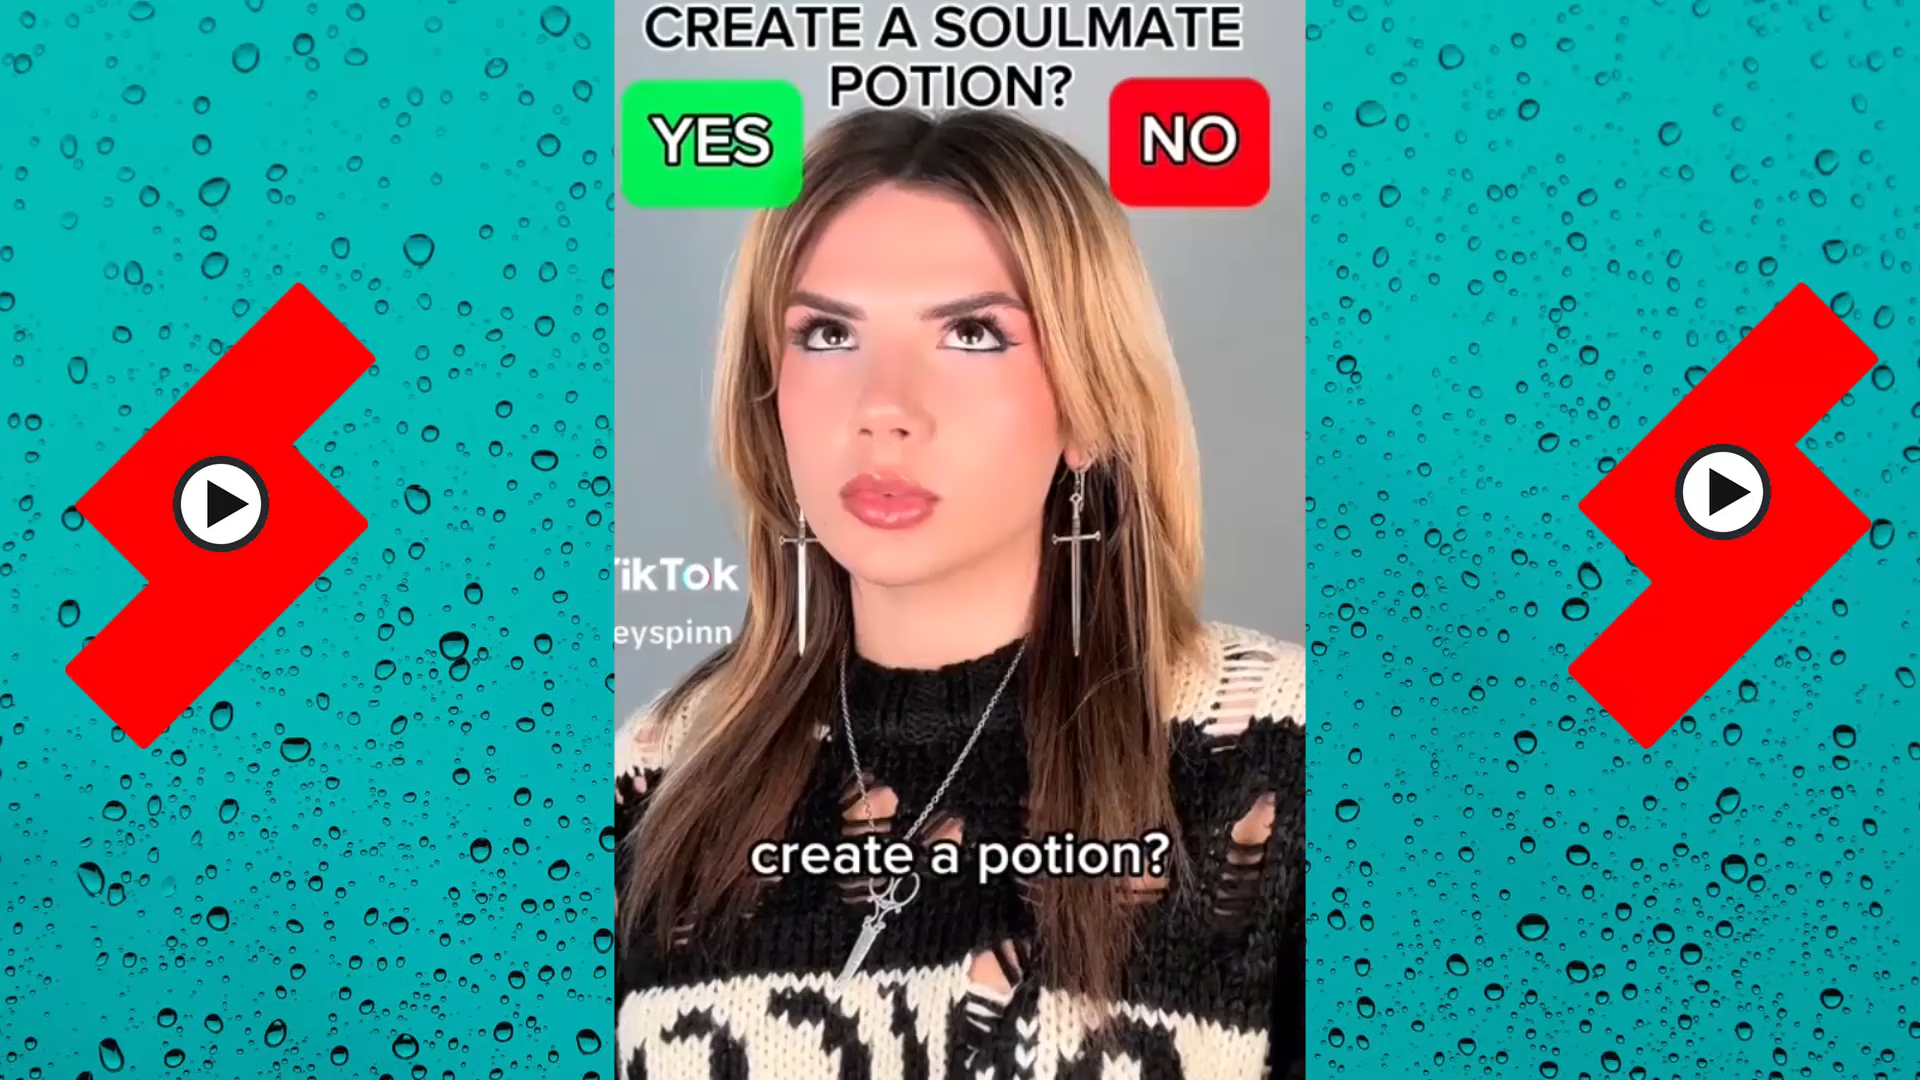 CREATE A SOULMATE
POTION?
YES
NO
ikTok
eyspinn
create a potion?